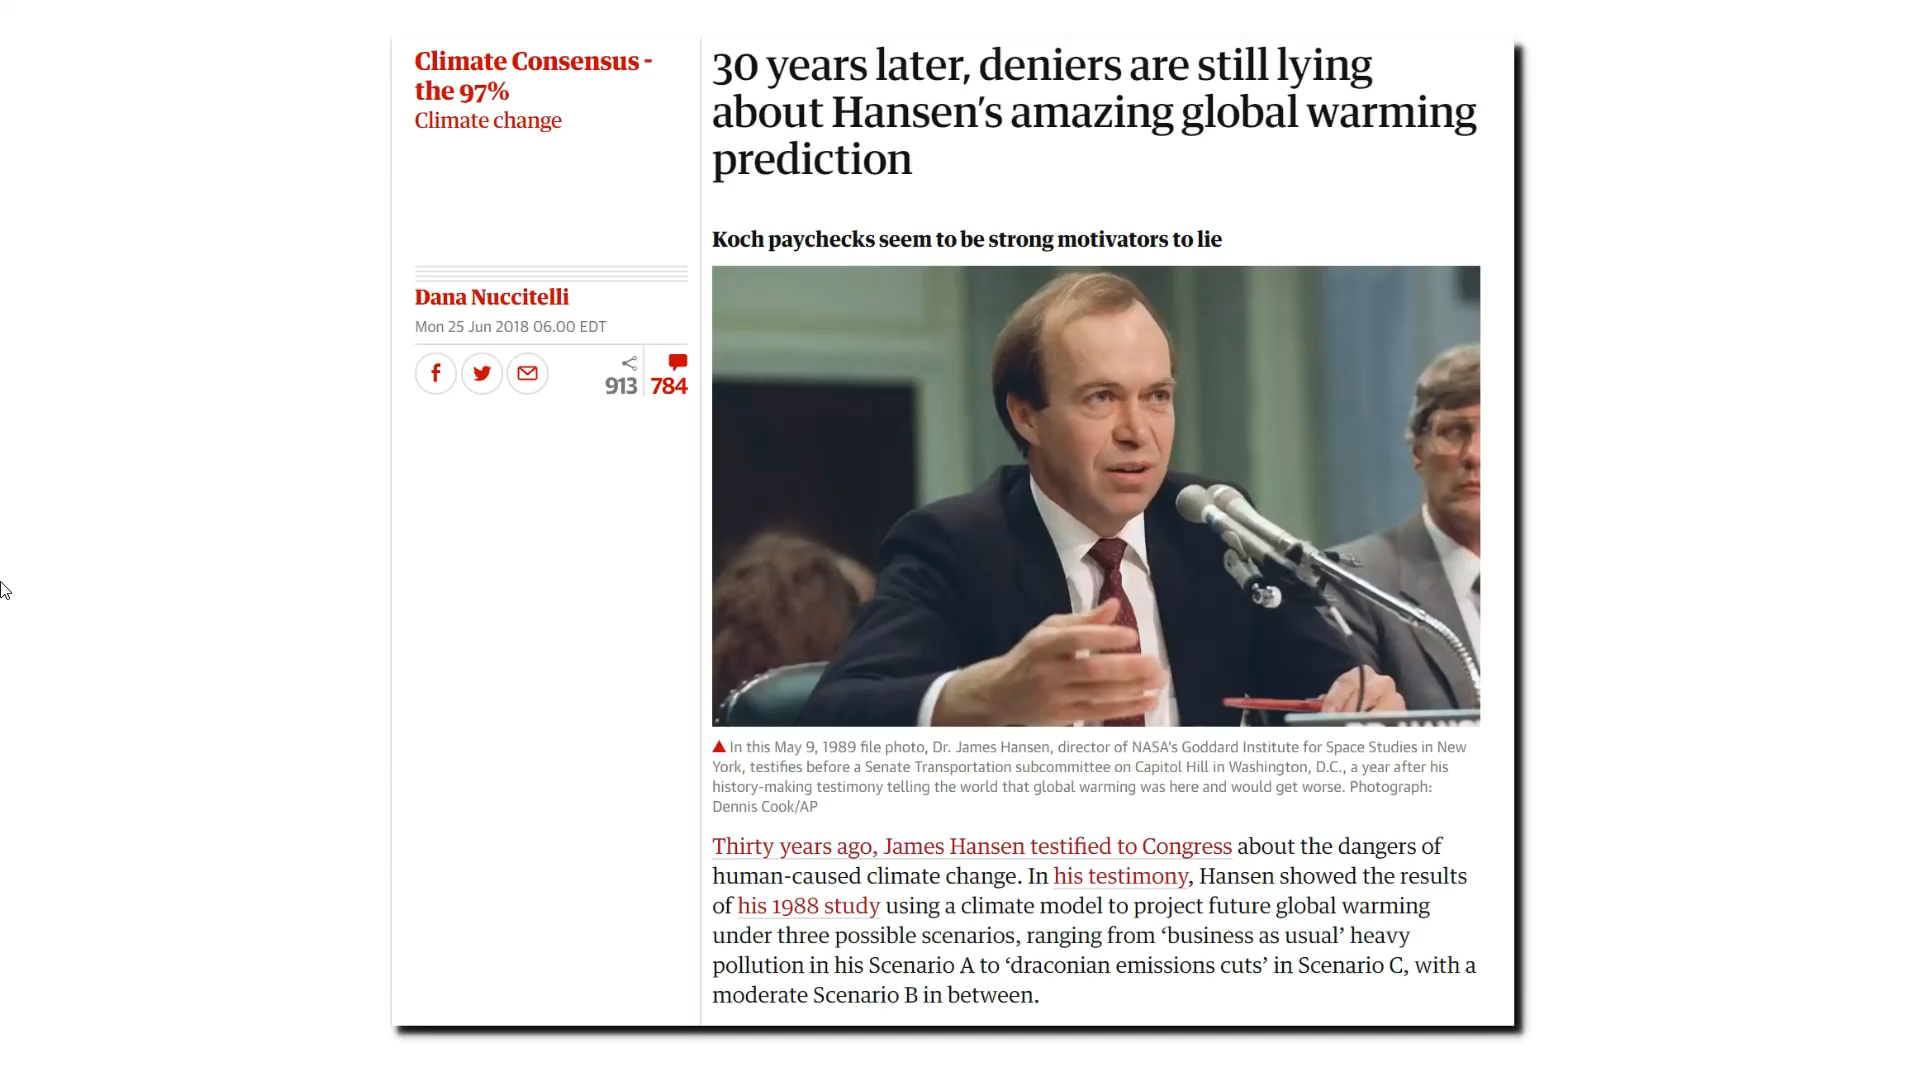 Climate Consensus -
the 97%
Climate change
30 years later, deniers are still lying
about Hansen's amazing global warming
prediction
Koch paychecks seem to be strong motivators to lie
Dana Nuccitelli
Mon 25 Jun 2018 06.00 EDT
913
784
In this May 9, 1989 file photo, Dr. James Hansen, director of NASA's Goddard Institute for Space Studies in New
York, testifies before a Senate Transportation subcommittee on Capitol Hill in Washington, D.C., a year after his
history-making testimony telling the world that global warming was here and would get worse. Photograph:
Dennis Cook/AP
Thirty years ago, James Hansen testified to Congress about the dangers of
human-caused climate change. In his testimony, Hansen showed the results
of his 1988 study using a climate model to project future global warming
under three possible scenarios, ranging from ‘business as usual’ heavy
pollution in his Scenario A to ‘draconian emissions cuts’ in Scenario C, with a
moderate Scenario B in between.